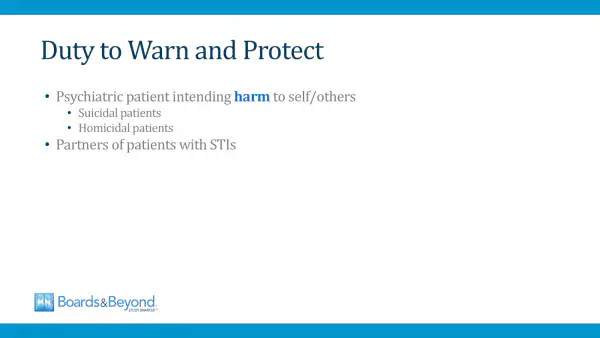 Duty to Warn and Protect
• Psychiatric patient intending harm to self/others
• Suicidal patients
• Homicidal patients
• Partners of patients with STIs
Boards&Beyond.